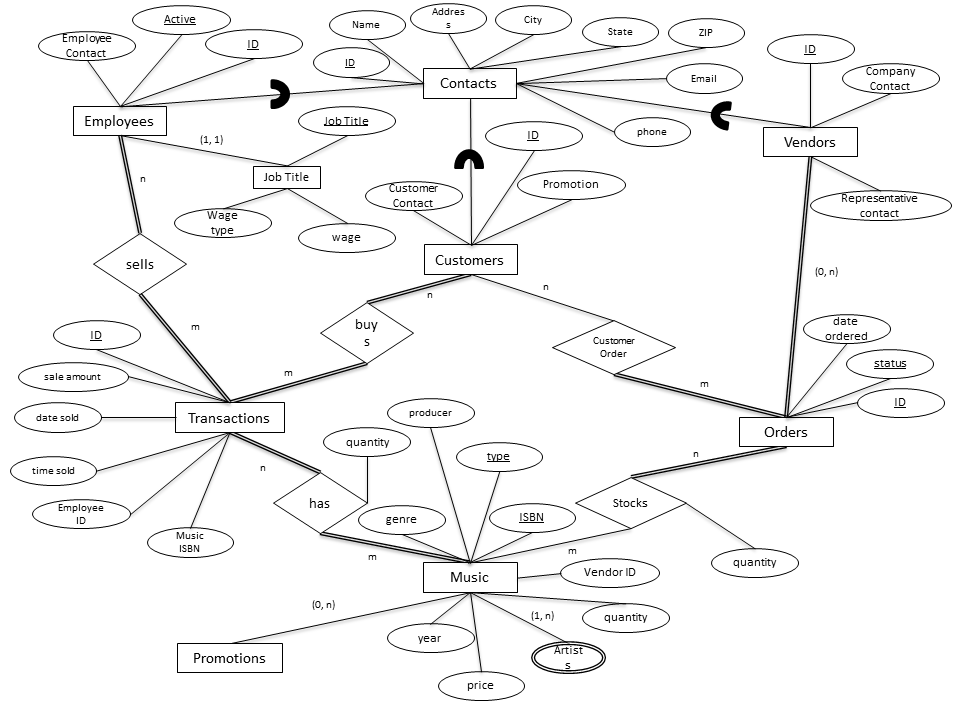 Active
Employee
Contact
ID
Name
Addres
s
City
State
ZIP
ID
Company
Contact
ID
Contacts
Email
phone
Employees
(1, 1)
Job Title
ID
Vendors
n
Job Title
Customer
Contact
Promotion
Wage
type
wage
Representative
contact
Customers
sells
n
n
(0, n)
m
ID
buy
s
Customer
Order
date
ordered
sale amount
m
m
status
date sold
Transactions
producer
ID
Orders
quantity
type
n
n
time sold
has
genre
ISBN
Stocks
Employee
ID
Music
ISBN
m
m
quantity
Music
Vendor ID
(0, n)
(1, n)
quantity
year
Promotions
Artist
s
price